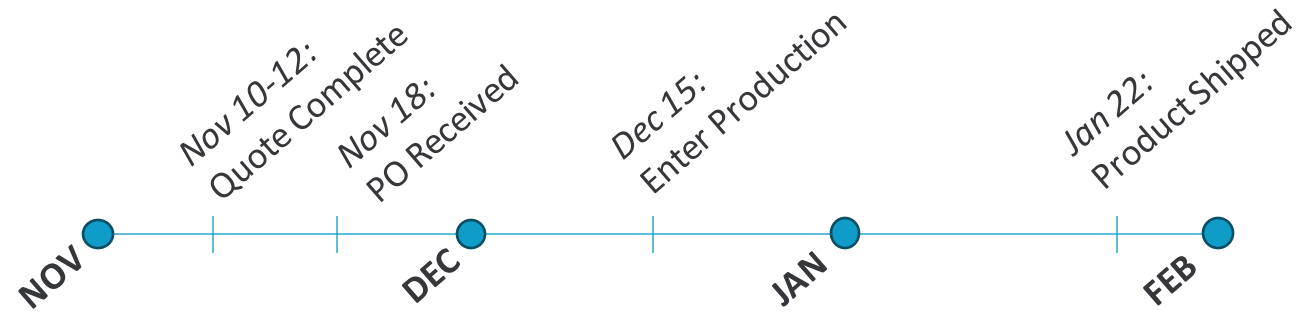 Nov 10-12:
Quote Complete
Nov 18:
PO Received
Dec 15:
Enter Production
Jan 22:
Product Shipped
NOV
DEC
JAN
FEB